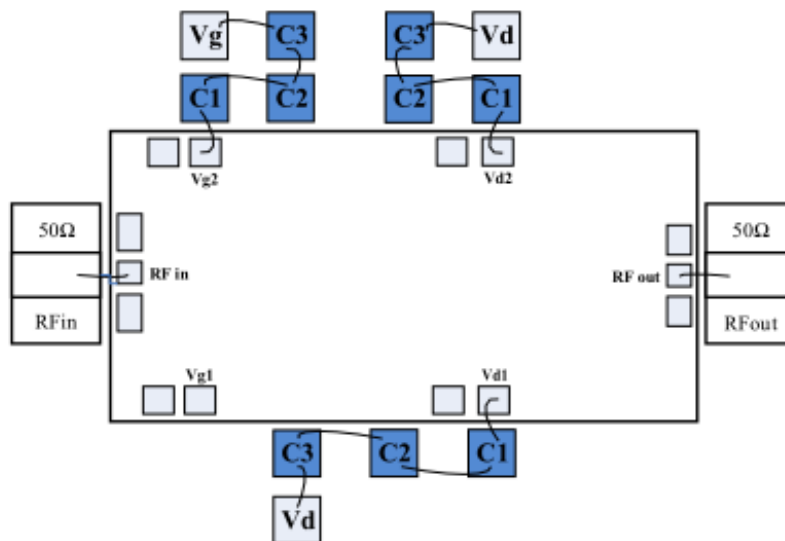 Vg C3 C3 Vd
C1 C2 C2 C1
Vg2 Vd2
50Ω 50Ω
RF in RF out
RFin RFout
Vg1 Vd1
C3 C2 C1
Vd